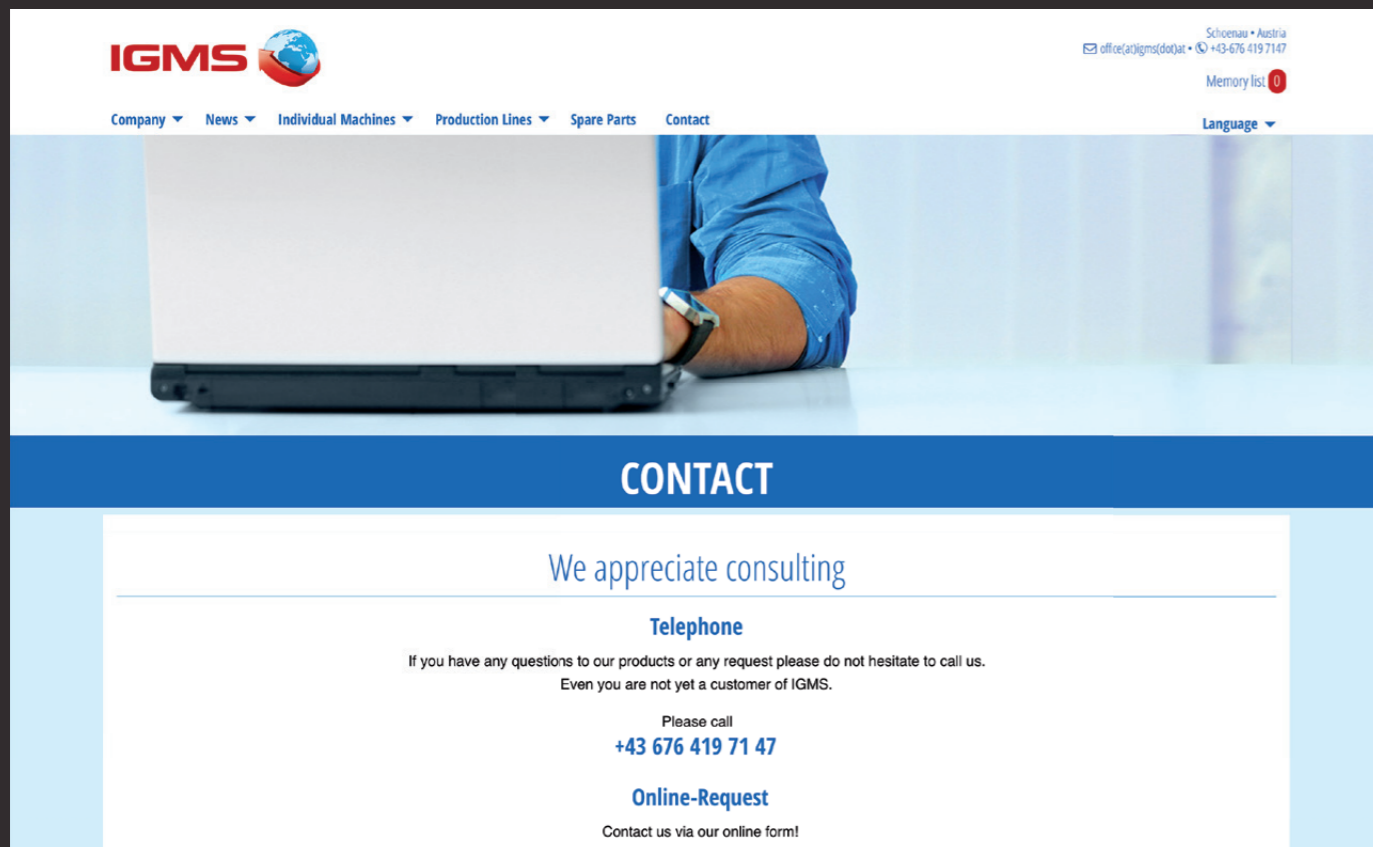 IGMS
Schoenau • Austria
office(at)igms(dot)at • +43-676 419 7147
Memory list 0
Company News Individual Machines Production Lines Spare Parts Contact
Language
CONTACT
We appreciate consulting
Telephone
If you have any questions to our products or any request please do not hesitate to call us.
Even you are not yet a customer of IGMS.
Please call
+43 676 419 71 47
Online-Request
Contact us via our online form!